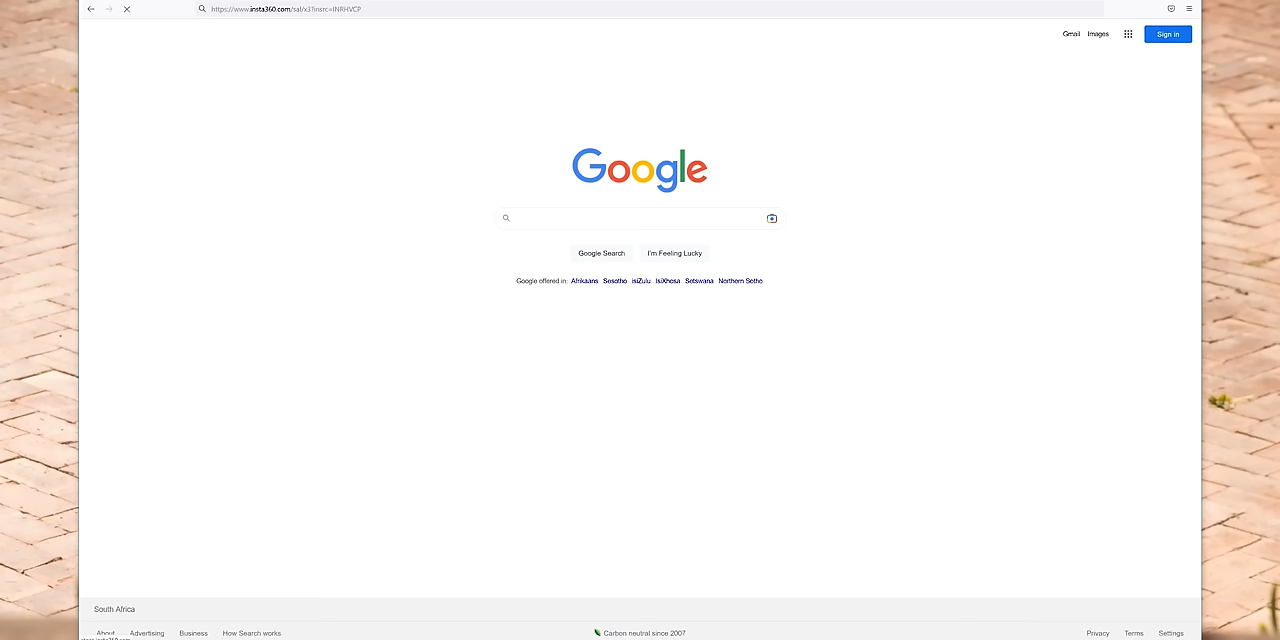 https://www.insta360.com/sal/x3?insrc=INRHVCP
Gmail Images Sign in
Google
Google Search I'm Feeling Lucky
Google offered in: Afrikaans Sesotho isiZulu IsiXhosa Setswana Northern Sotho
South Africa
About Advertising Business How Search works Carbon neutral since 2007 Privacy Terms Settings